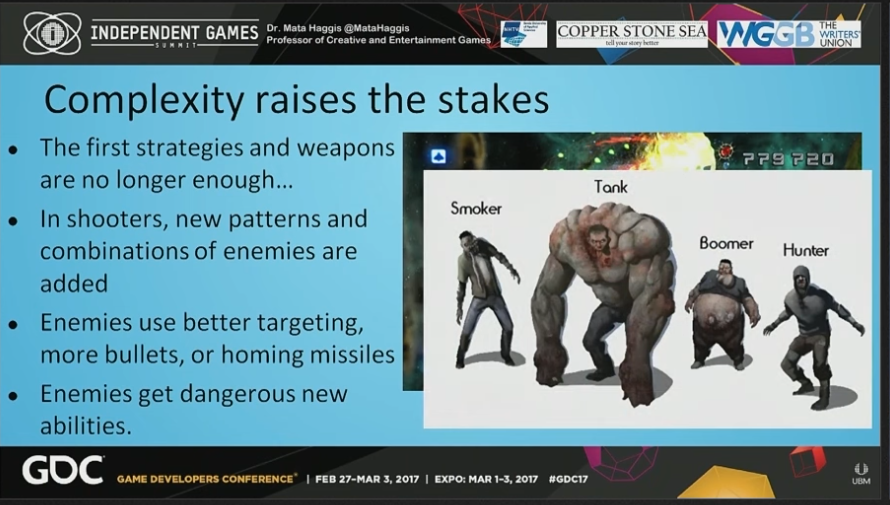 INDEPENDENT GAMES
SUMMIT
Dr. Mata Haggis @MataHaggis
Professor of Creative and Entertainment Games
COPPER STONE SEA
tell your story better
WGGB
THE
WRITERS'
UNION
Complexity raises the stakes
• The first strategies and weapons
are no longer enough...
• In shooters, new patterns and
combinations of enemies are
added
• Enemies use better targeting,
more bullets, or homing missiles
• Enemies get dangerous new
abilities.
779 720
Smoker
Tank
Boomer
Hunter
GDC
GAME DEVELOPERS CONFERENCE® | FEB 27-MAR 3, 2017 | EXPO: MAR 1-3, 2017 #GDC17
UBM